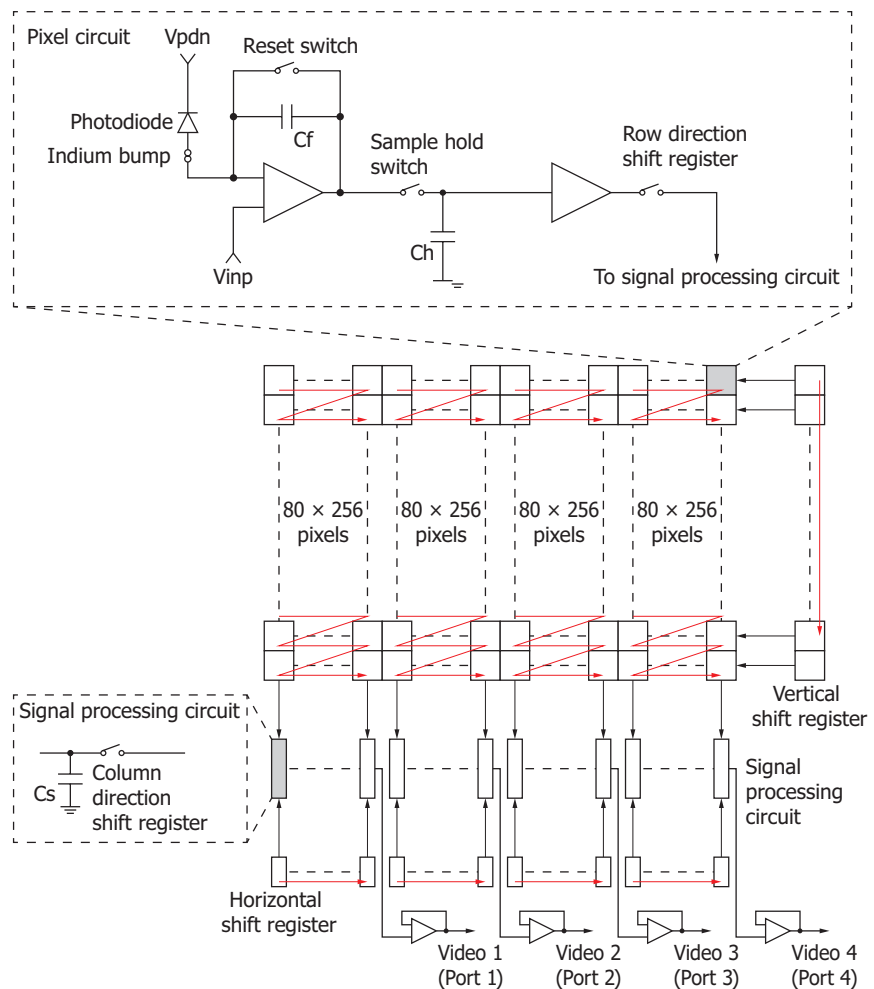 Pixel circuit
Vpdn
Reset switch
Photodiode
Cf
Indium bump
Sample hold
switch
Row direction
shift register
Vinp
Ch
To signal processing circuit
80 × 256
pixels
80 × 256
pixels
80 × 256
pixels
80 × 256
pixels
Vertical
shift register
Signal processing circuit
Cs
Column
direction
shift register
Signal
processing
circuit
Horizontal
shift register
Video 1
(Port 1)
Video 2
(Port 2)
Video 3
(Port 3)
Video 4
(Port 4)